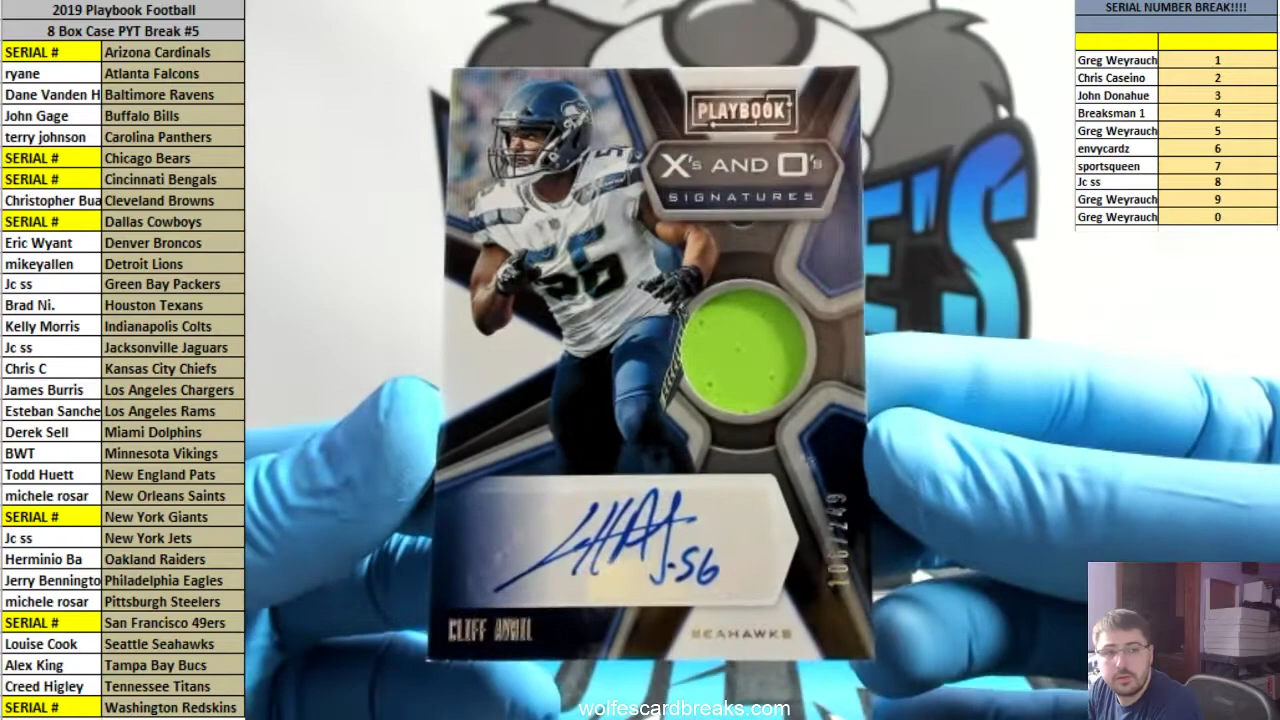 2019 Playbook Football
8 Box Case PYT Break #5
SERIAL # Arizona Cardinals
ryane Atlanta Falcons
Dane Vanden H Baltimore Ravens
John Gage Buffalo Bills
terry johnson Carolina Panthers
SERIAL # Chicago Bears
SERIAL # Cincinnati Bengals
Christopher Bua Cleveland Browns
SERIAL # Dallas Cowboys
Eric Wyant Denver Broncos
mikeyallen Detroit Lions
Jc ss Green Bay Packers
Brad Ni. Houston Texans
Kelly Morris Indianapolis Colts
Jc ss Jacksonville Jaguars
Chris C Kansas City Chiefs
James Burris Los Angeles Chargers
Esteban Sanche Los Angeles Rams
Derek Sell Miami Dolphins
BWT Minnesota Vikings
Todd Huett New England Pats
michele rosar New Orleans Saints
SERIAL # New York Giants
Jc ss New York Jets
Herminio Ba Oakland Raiders
Jerry Benningto Philadelphia Eagles
michele rosar Pittsburgh Steelers
SERIAL # San Francisco 49ers
Louise Cook Seattle Seahawks
Alex King Tampa Bay Bucs
Creed Higley Tennessee Titans
SERIAL # Washington Redskins
PLAYBOOK
X's AND O's
SIGNATURES
56
56
-56
CLIFF AVRIL
SEAHAWKS
E'S
wolfescardbreaks.com
SERIAL NUMBER BREAK!!!!
Greg Weyrauch 1
Chris Caseino 2
John Donahue 3
Breaksman 1 4
Greg Weyrauch 5
envycardz 6
sportsqueen 7
Jc ss 8
Greg Weyrauch 9
Greg Weyrauch 0